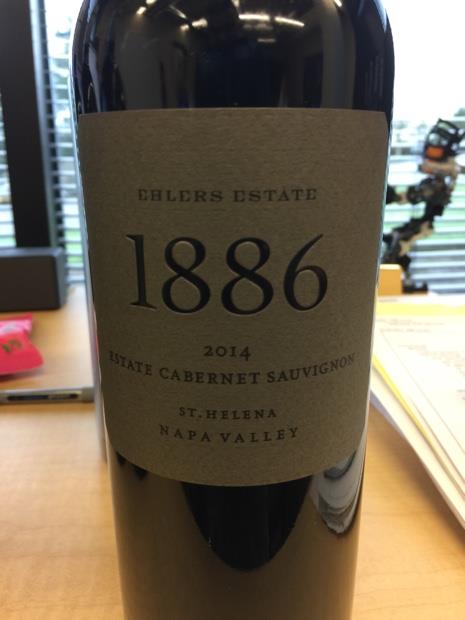 EHLERS ESTATE
1886
2014
ESTATE CABERNET SAUVIGNON
ST. HELENA
NAPA VALLEY